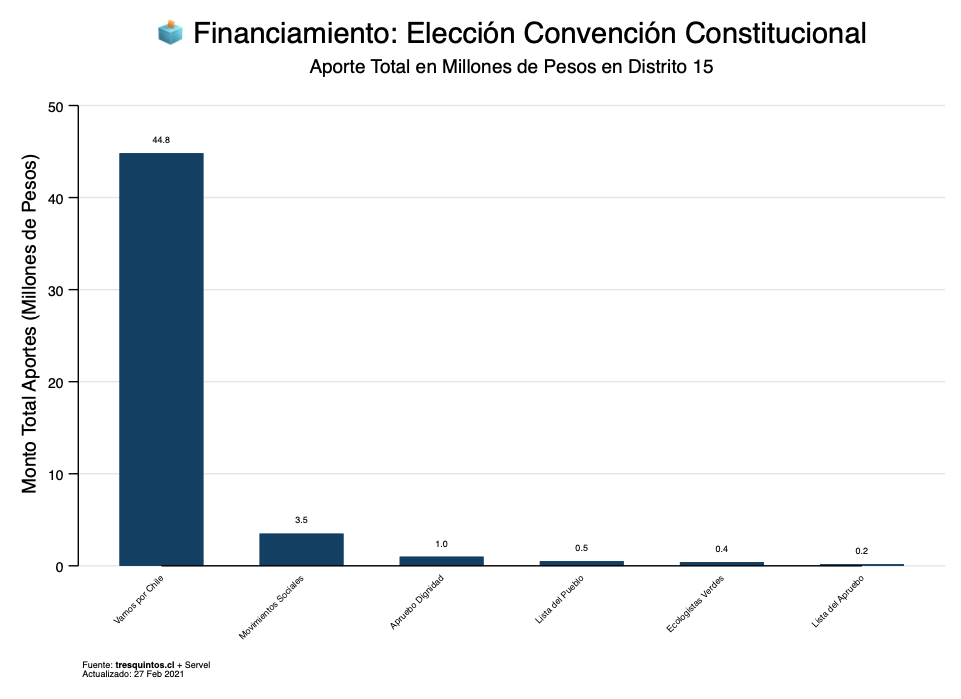 Financiamiento: Elección Convención Constitucional
Aporte Total en Millones de Pesos en Distrito 15
Monto Total Aportes (Millones de Pesos)
50
40
30
20
10
0
44.8
3.5
1.0
0.5
0.4
0.2
Vamos por Chile
Movimientos Sociales
Apruebo Dignidad
Lista del Pueblo
Ecologistas Verdes
Lista del Apruebo
Fuente: tresquintos.cl + Servel
Actualizado: 27 Feb 2021